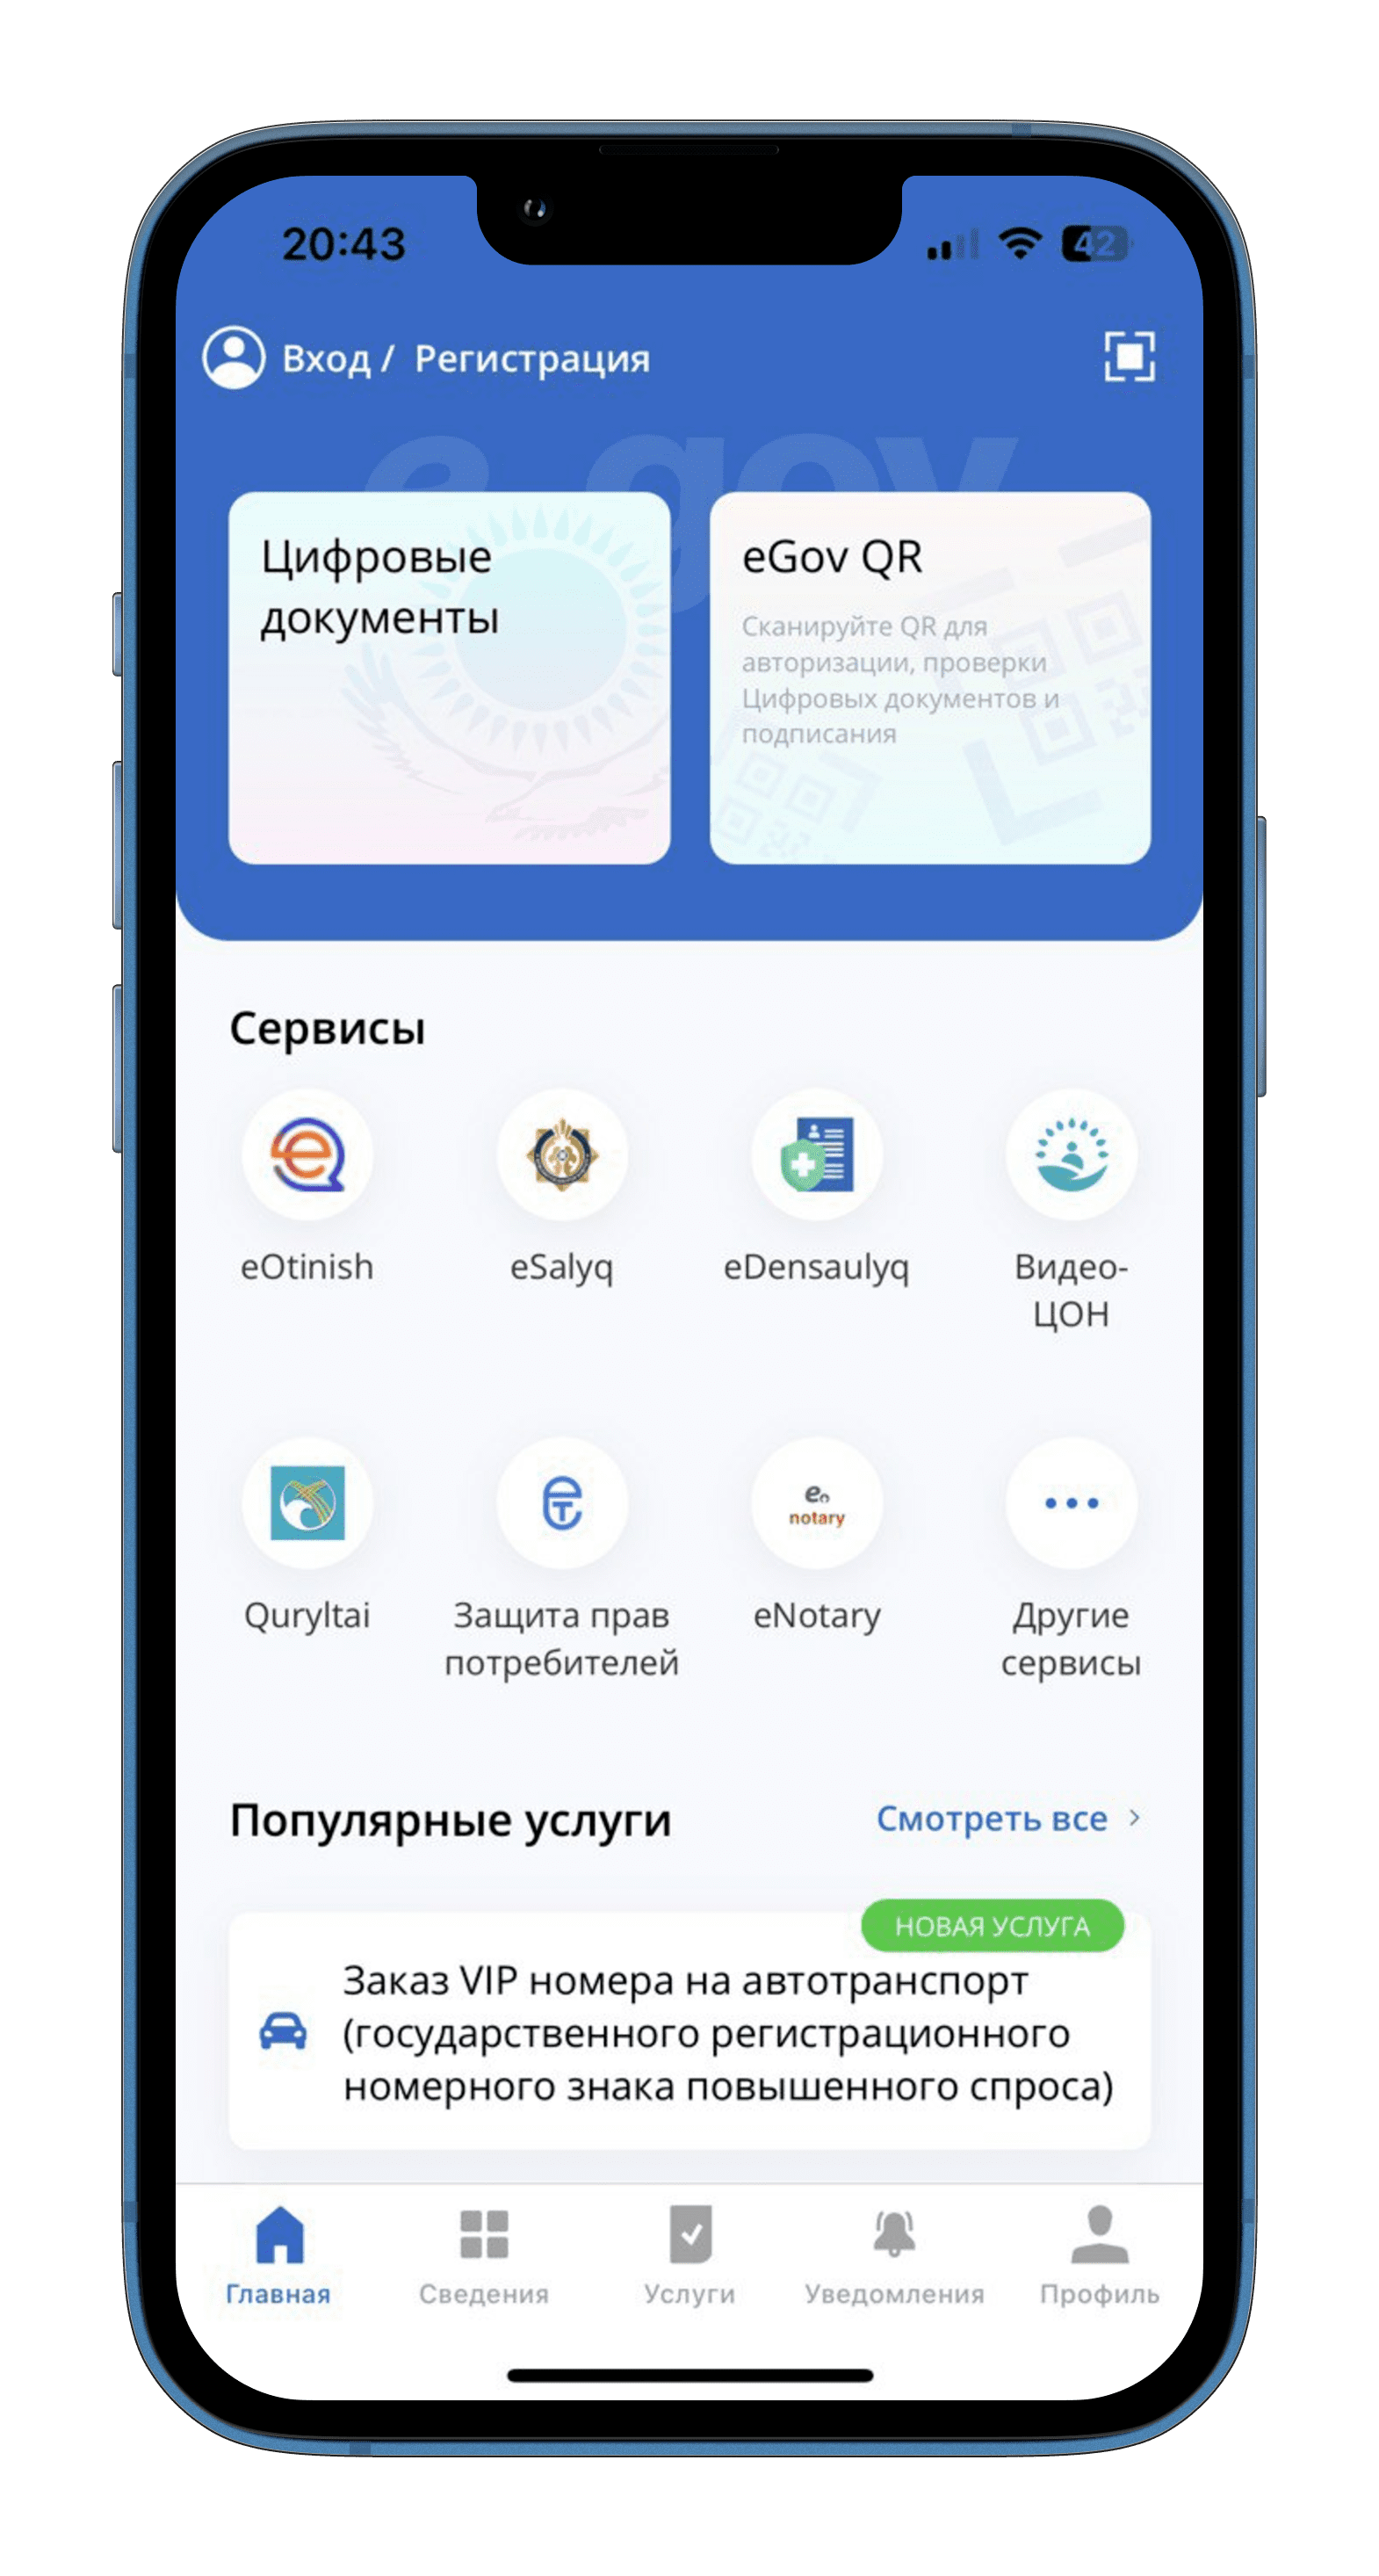 20:43
42
Вход / Регистрация
e gov
Цифровые
документы
eGov QR
Сканируйте QR для
авторизации, проверки
Цифровых документов и
подписания
Сервисы
eOtinish
eSalyq
eDensaulyq
Видео-
ЦОН
e
notary
Quryltai
Защита прав
потребителей
eNotary
Другие
сервисы
Популярные услуги
Смотреть все
НОВАЯ УСЛУГА
Заказ VIP номера на автотранспорт
(государственного регистрационного
номерного знака повышенного спроса)
Главная
Сведения
Услуги
Уведомления
Профиль